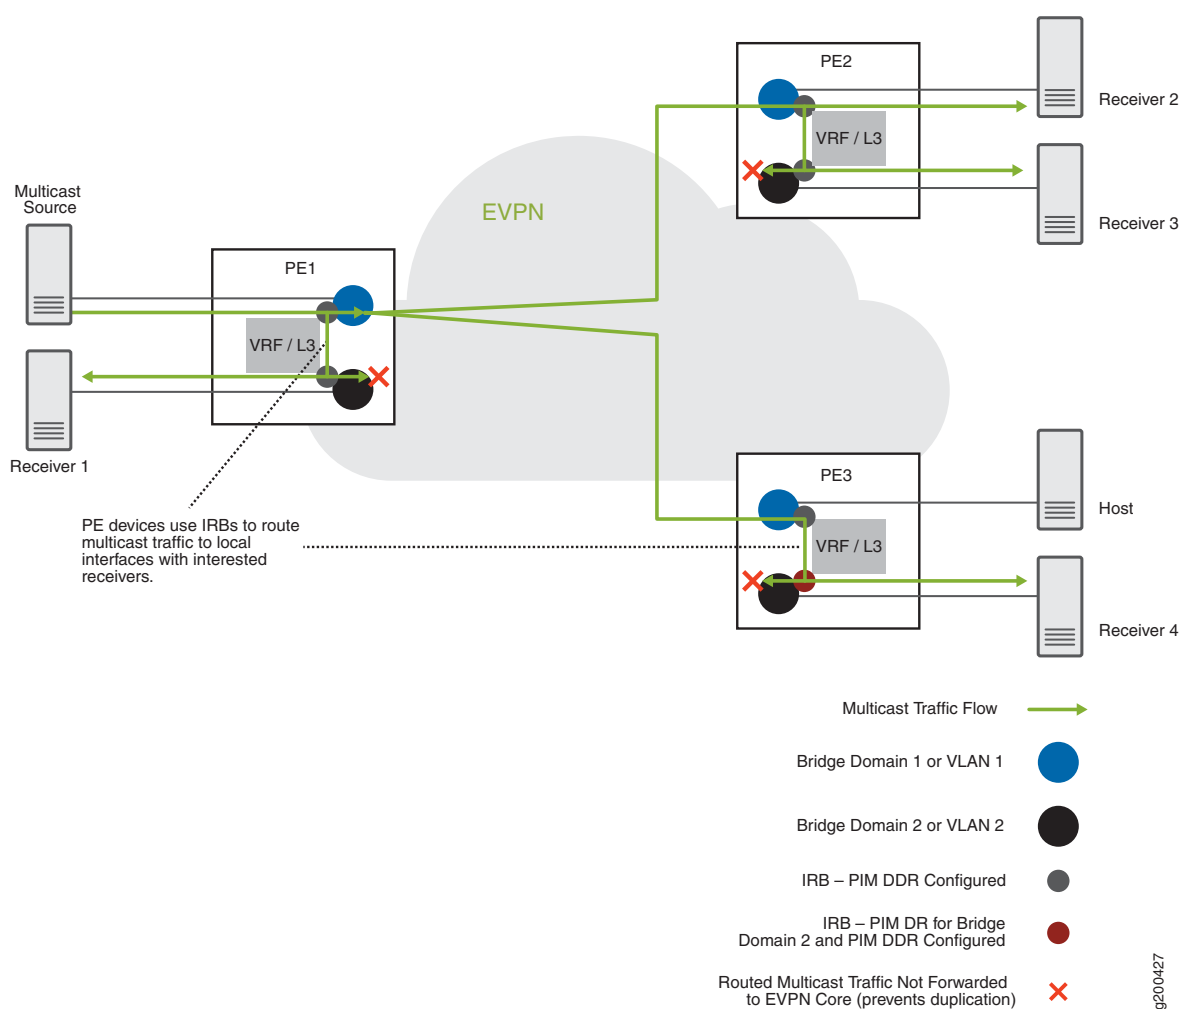 PE2
Receiver 2
VRF / L3
Multicast
Source
EVPN
Receiver 3
PE1
VRF / L3
Receiver 1
PE3
Host
PE devices use IRBs to route
multicast traffic to local
interfaces with interested
receivers.
VRF / L3
Receiver 4
Multicast Traffic Flow
Bridge Domain 1 or VLAN 1
Bridge Domain 2 or VLAN 2
IRB – PIM DDR Configured
IRB – PIM DR for Bridge
Domain 2 and PIM DDR Configured
Routed Multicast Traffic Not Forwarded
to EVPN Core (prevents duplication)
g200427